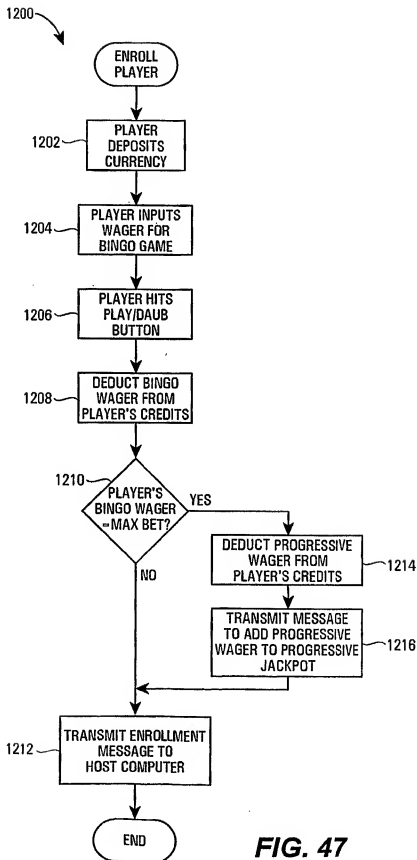 1200
ENROLL
PLAYER
1202
PLAYER
DEPOSITS
CURRENCY
1204
PLAYER INPUTS
WAGER FOR
BINGO GAME
1206
PLAYER HITS
PLAY/DAUB
BUTTON
1208
DEDUCT BINGO
WAGER FROM
PLAYER'S CREDITS
1210
PLAYER'S
BINGO WAGER
=MAX BET?
YES
NO
DEDUCT PROGRESSIVE
WAGER FROM
PLAYER'S CREDITS
1214
TRANSMIT MESSAGE
TO ADD PROGRESSIVE
WAGER TO PROGRESSIVE
JACKPOT
1216
1212
TRANSMIT ENROLLMENT
MESSAGE TO
HOST COMPUTER
END
FIG. 47